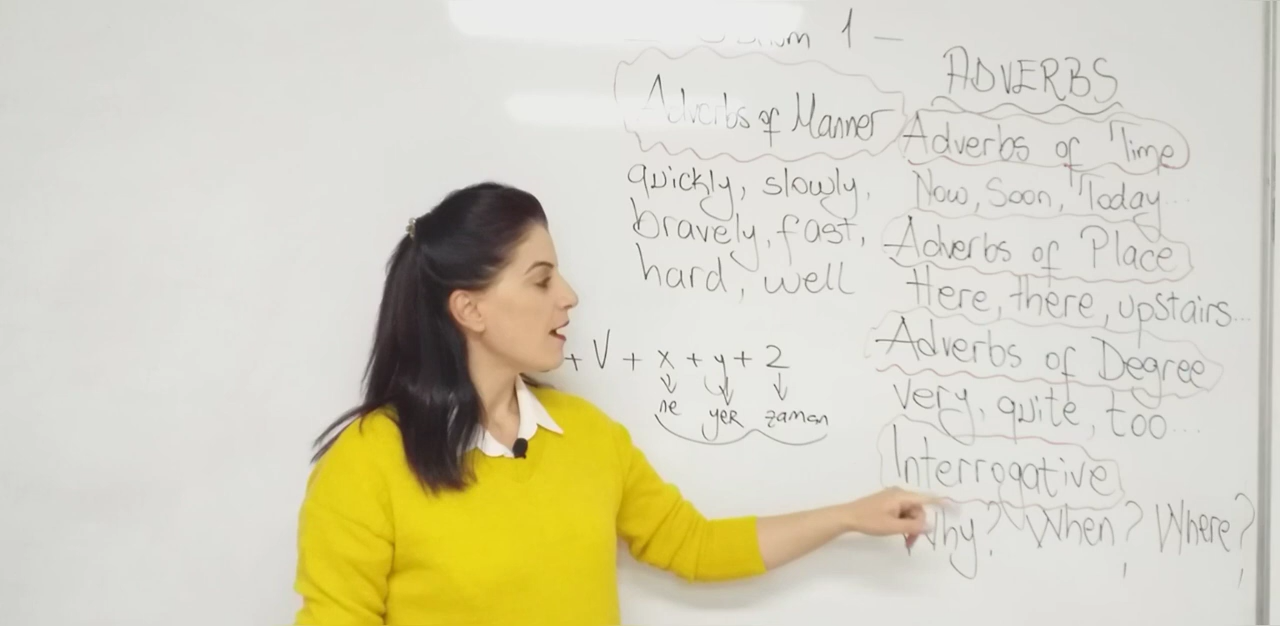 1 –
ADVERBS
Adverbs of Manner
quickly, slowly,
bravely, fast,
hard, well
+ V + x + y + z
ne yer zaman
Adverbs of Time
Now, Soon, Today...
Adverbs of Place
Here, there, upstairs...
Adverbs of Degree
very, quite, too...
Interrogative
Why? When? Where?